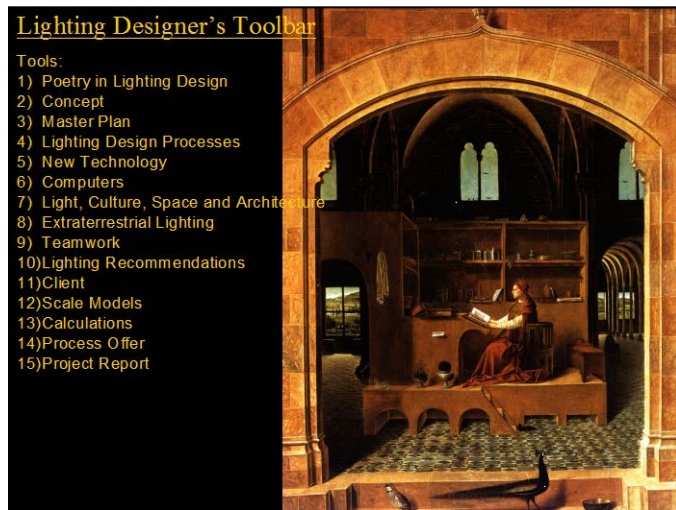 Lighting Designer's Toolbar
Tools:
1) Poetry in Lighting Design
2) Concept
3) Master Plan
4) Lighting Design Processes
5) New Technology
6) Computers
7) Light, Culture, Space and Architecture
8) Extraterrestrial Lighting
9) Teamwork
10)Lighting Recommendations
11)Client
12)Scale Models
13)Calculations
14)Process Offer
15)Project Report